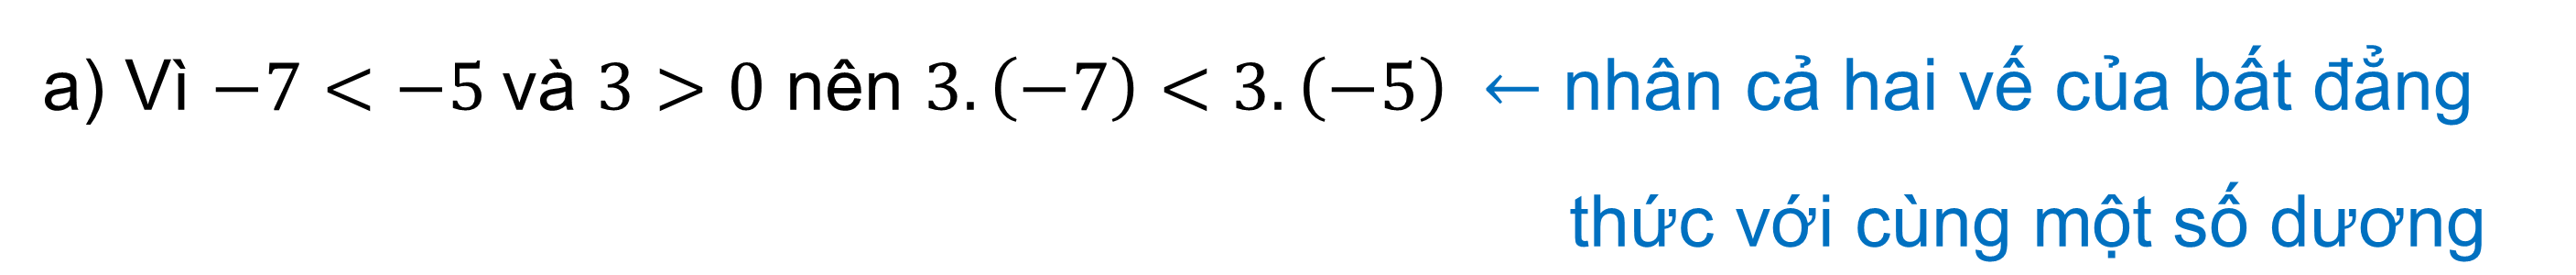 a) Vì −7 < −5 và 3 > 0 nên 3. (−7) < 3. (−5) ← nhân cả hai vế của bất đẳng
thức với cùng một số dương